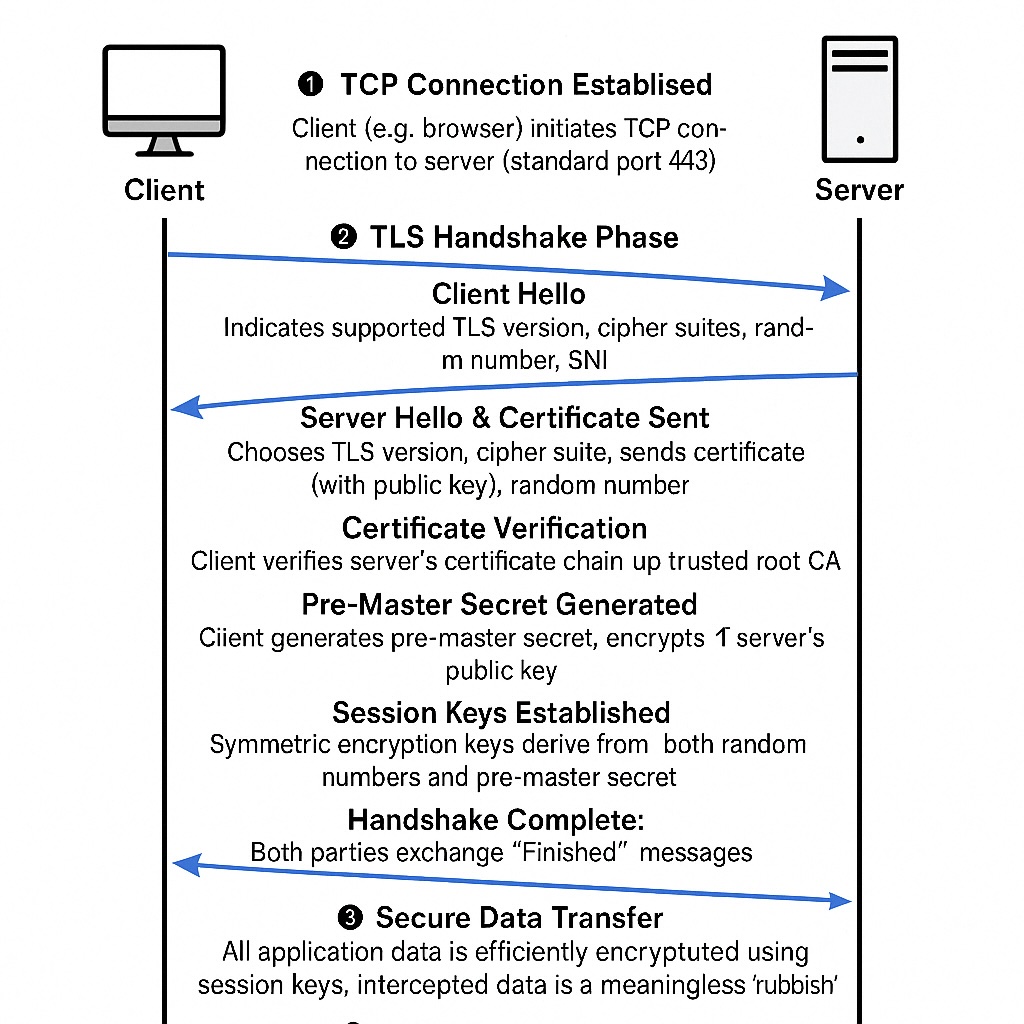 ❶ TCP Connection Establised
Client (e.g. browser) initiates TCP con-
nection to server (standard port 443)
Client
Server
❷ TLS Handshake Phase
Client Hello
Indicates supported TLS version, cipher suites, rand-
m number, SNI
Server Hello & Certificate Sent
Chooses TLS version, cipher suite, sends certificate
(with public key), random number
Certificate Verification
Client verifies server's certificate chain up trusted root CA
Pre-Master Secret Generated
Ciient generates pre-master secret, encrypts server's
public key
Session Keys Established
Symmetric encryption keys derive from both random
numbers and pre-master secret
Handshake Complete:
Both parties exchange “Finished” messages
❸ Secure Data Transfer
All application data is efficiently encryptuted using
session keys, intercepted data is a meaningless 'rubbish'